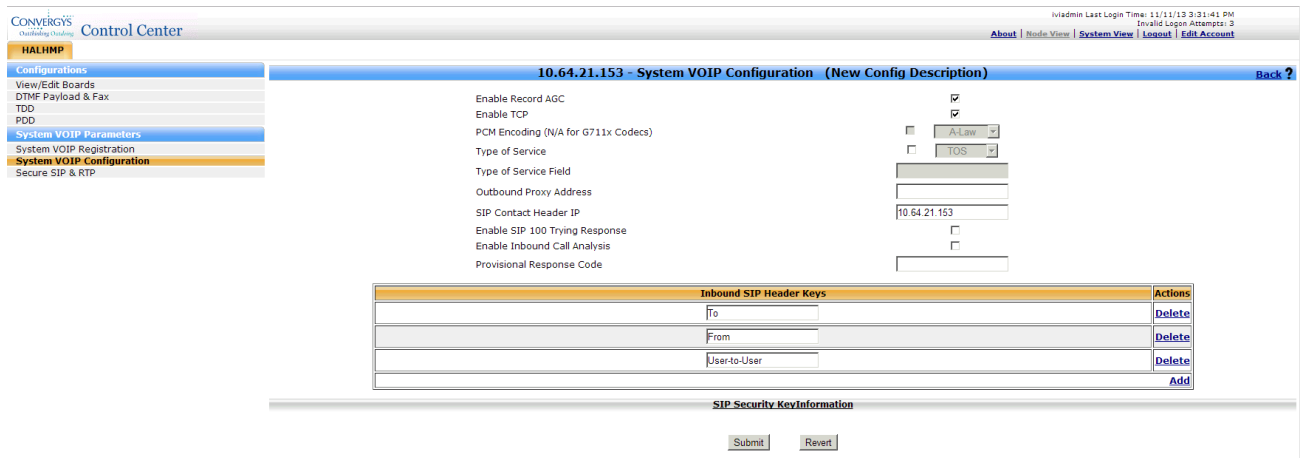 CONVERGYS
Outthinking Outdoing
Control Center
iviadmin Last Login Time: 11/11/13 3:31:41 PM
Invalid Logon Attempts: 3
About | Node View | System View | Logout | Edit Account
HALHMP
Configurations
View/Edit Boards
DTMF Payload & Fax
TDD
PDD
System VOIP Parameters
System VOIP Registration
System VOIP Configuration
Secure SIP & RTP
10.64.21.153 - System VOIP Configuration (New Config Description)
Back ?
Enable Record AGC
Enable TCP
PCM Encoding (N/A for G711x Codecs) A-Law
Type of Service TOS
Type of Service Field
Outbound Proxy Address
SIP Contact Header IP 10.64.21.153
Enable SIP 100 Trying Response
Enable Inbound Call Analysis
Provisional Response Code
Inbound SIP Header Keys Actions
To Delete
From Delete
User-to-User Delete
Add
SIP Security KeyInformation
Submit Revert